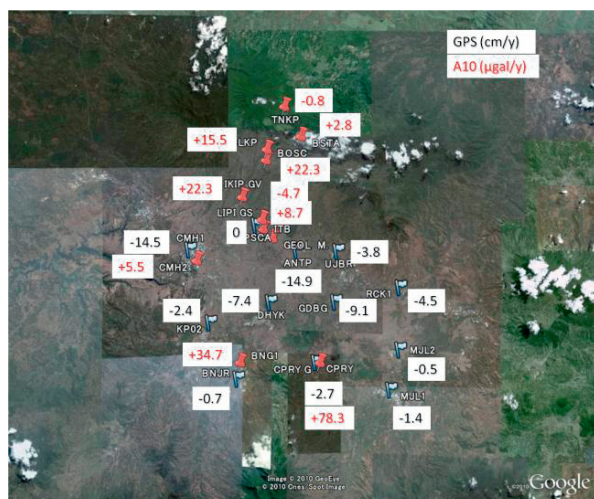 GPS (cm/y)
A10 (μgal/y)
-0.8
TNKP
+2.8
BSTA
+15.5
LKP
BOSC
+22.3
IKIP GV
+22.3
-4.7
LIPI GS
+8.7
ITB
0
PSCA
-14.5
CMH1
GEOL M
-3.8
ANTP
UJBR
CMH2
+5.5
-14.9
RCK1
-2.4
-7.4
-4.5
DHYK
GDBG
-9.1
KP02
+34.7
BNG1
MJL2
BNJR
CPRY G
CPRY
-0.5
-0.7
-2.7
MJL1
-1.4
+78.3
Image © 2010 GeoEye
© 2010 Cnes/Spot Image
©2010 Google